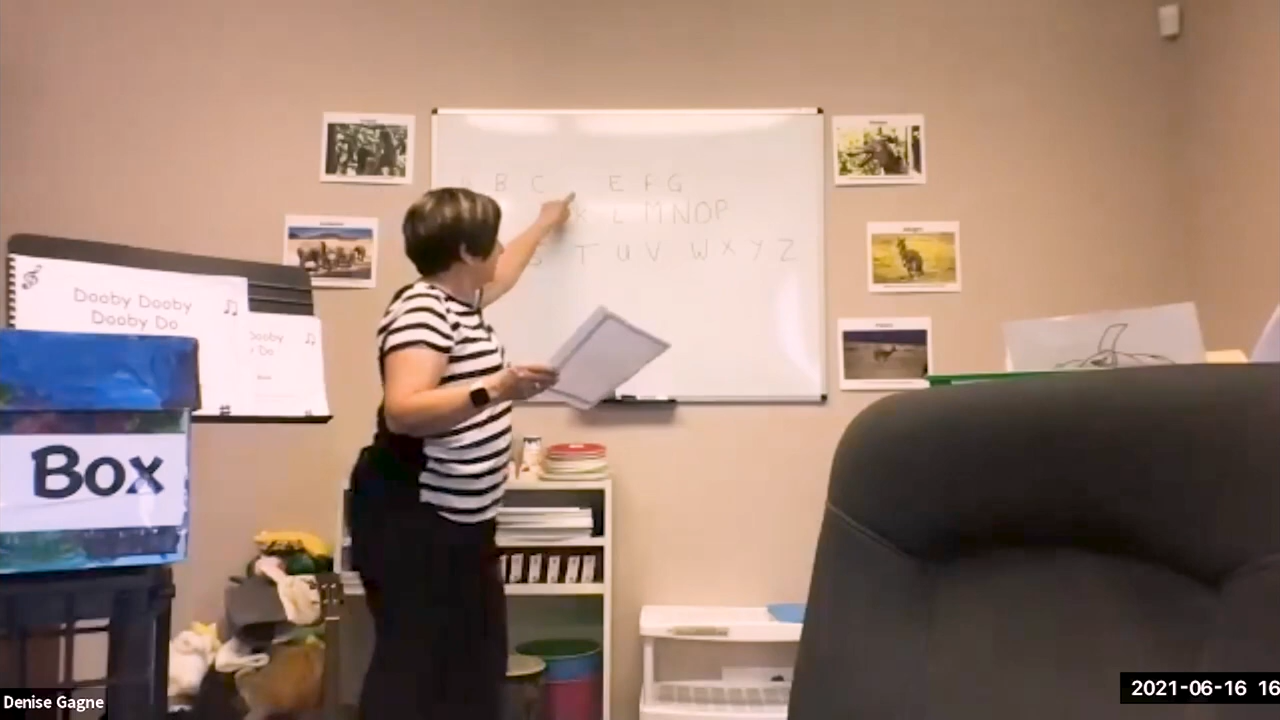 B C E F G
K L M N O P
S T U V W X Y Z
Dooby Dooby
Dooby Do
Dooby
Do
Box
Denise Gagne
2021-06-16 16